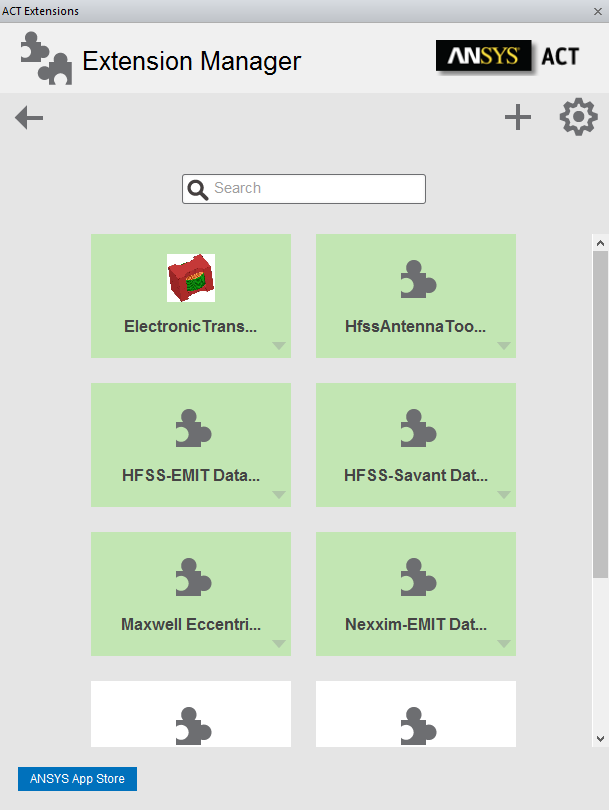 ACT Extensions
Extension Manager
ANSYS ACT
Search
ElectronicTrans...
HfssAntennaToo...
HFSS-EMIT Data...
HFSS-Savant Dat...
Maxwell Eccentri...
Nexxim-EMIT Dat...
ANSYS App Store